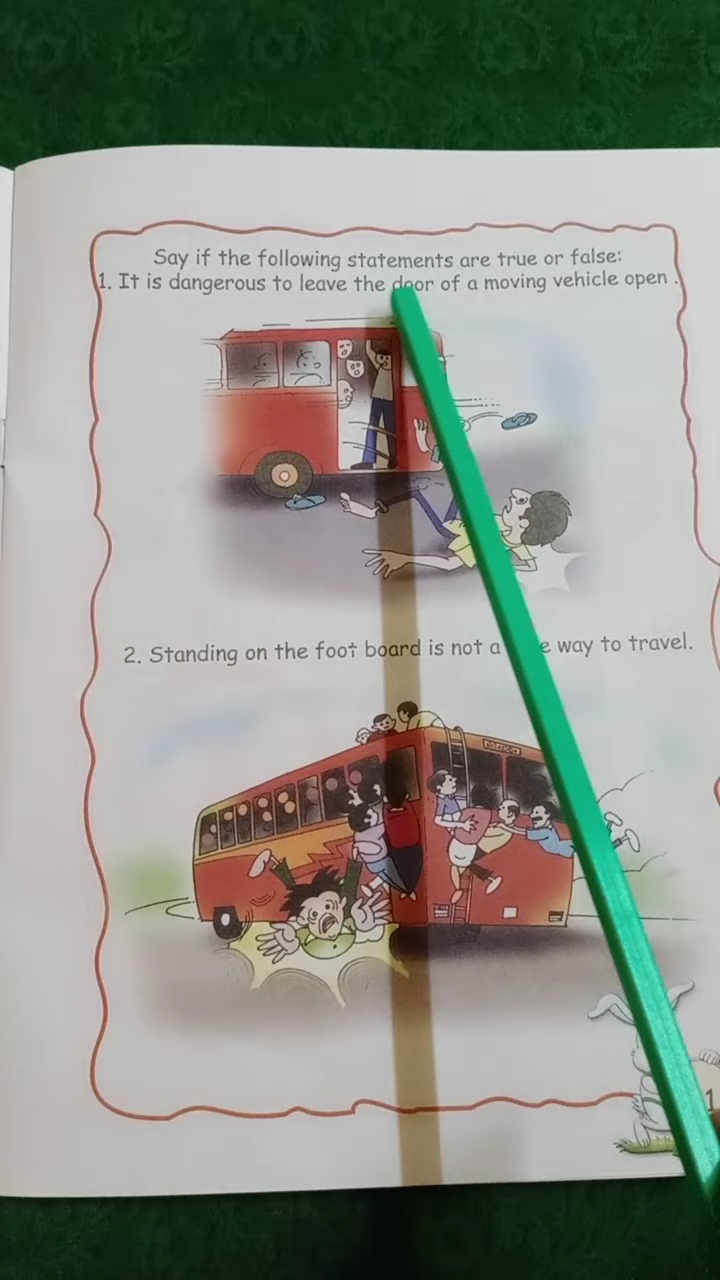 Say if the following statements are true or false:
1. It is dangerous to leave the door of a moving vehicle open.
2. Standing on the foot board is not a way to travel.
1